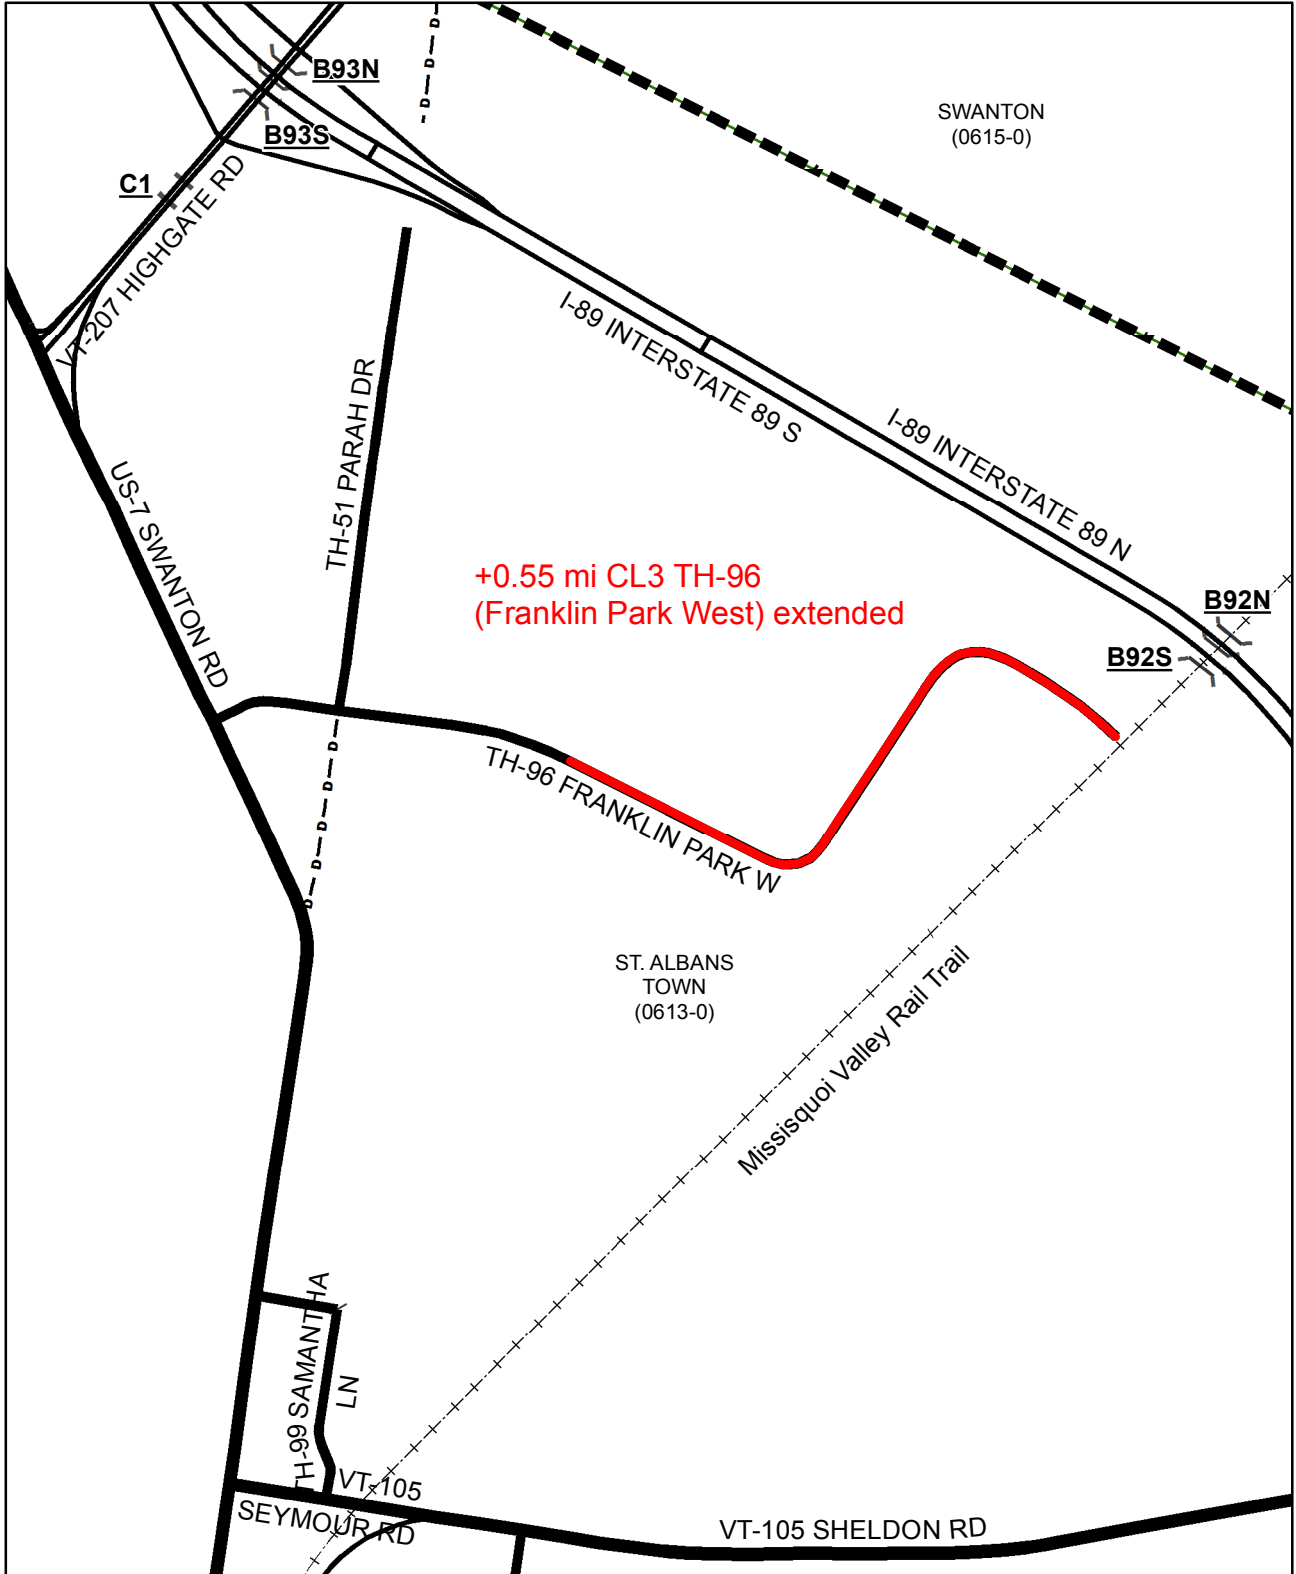 B93N
B93S
SWANTON
(0615-0)
C1
VT-207 HIGHGATE RD
I-89 INTERSTATE 89 S
I-89 INTERSTATE 89 N
TH-51 PARAH DR
US-7 SWANTON RD
+0.55 mi CL3 TH-96
(Franklin Park West) extended
B92N
B92S
TH-96 FRANKLIN PARK W
D
D
D
D
D
D
D
ST. ALBANS
TOWN
(0613-0)
Missisquoi Valley Rail Trail
TH-99 SAMANTHA
LN
VT-105
SEYMOUR RD
VT-105 SHELDON RD